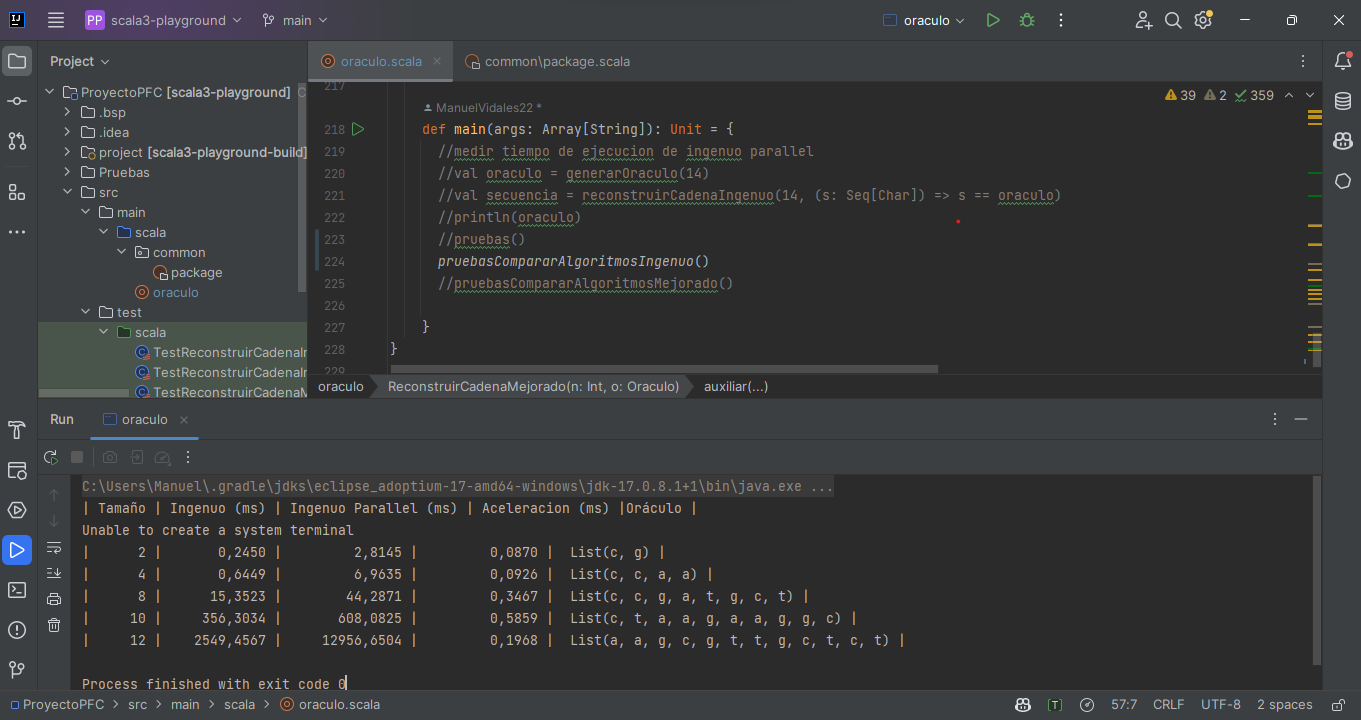 PP scala3-playground main oraculo
Project
ProyectoPFC [scala3-playground]
.bsp
.idea
project [scala3-playground-build]
Pruebas
src
main
scala
common
package
oraculo
test
scala
TestReconstruirCadenaIn
TestReconstruirCadenaIn
TestReconstruirCadenaM
oraculo.scala common\package.scala
39 2 359
217
ManuelVidales22 *
218 def main(args: Array[String]): Unit = {
219 //medir tiempo de ejecucion de ingenuo parallel
220 //val oraculo = generarOraculo(14)
221 //val secuencia = reconstruirCadenaIngenuo(14, (s: Seq[Char]) => s == oraculo)
222 //println(oraculo)
223 //pruebas()
224 pruebasCompararAlgoritmosIngenuo()
225 //pruebasCompararAlgoritmosMejorado()
226
227 }
228 }
229
oraculo ReconstruirCadenaMejorado(n: Int, o: Oraculo) auxiliar(...)
Run oraculo
C:\Users\Manuel\.gradle\jdks\eclipse_adoptium-17-amd64-windows\jdk-17.0.8.1+1\bin\java.exe ...
| Tamaño | Ingenuo (ms) | Ingenuo Parallel (ms) | Aceleracion (ms) |Oráculo |
Unable to create a system terminal
| 2 | 0,2450 | 2,8145 | 0,0870 | List(c, g) |
| 4 | 0,6449 | 6,9635 | 0,0926 | List(c, c, a, a) |
| 8 | 15,3523 | 44,2871 | 0,3467 | List(c, c, g, a, t, g, c, t) |
| 10 | 356,3034 | 608,0825 | 0,5859 | List(c, t, a, a, g, a, a, g, g, c) |
| 12 | 2549,4567 | 12956,6504 | 0,1968 | List(a, a, g, c, g, t, t, g, c, t, c, t) |
Process finished with exit code 0
ProyectoPFC > src > main > scala > oraculo.scala 57:7 CRLF UTF-8 2 spaces